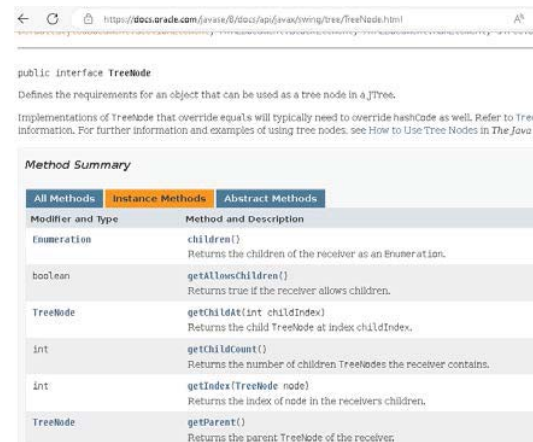 https://docs.oracle.com/javase/8/docs/api/javax/swing/tree/TreeNode.html
public interface TreeNode
Defines the requirements for an object that can be used as a tree node in a JTree.
Implementations of TreeNode that override equals will typically need to override hashCode as well. Refer to
information. For further information and examples of using tree nodes, see How to Use Tree Nodes in The Java
Method Summary
All Methods Instance Methods Abstract Methods
Modifier and Type Method and Description
Enumeration children()
Returns the children of the receiver as an Enumeration.
boolean getAllowsChildren()
Returns true if the receiver allows children.
TreeNode getChildAt(int childIndex)
Returns the child TreeNode at index childIndex.
int getChildCount()
Returns the number of children TreeNodes the receiver contains.
int getIndex(TreeNode node)
Returns the index of node in the receivers children.
TreeNode getParent()
Returns the parent TreeNode of the receiver.